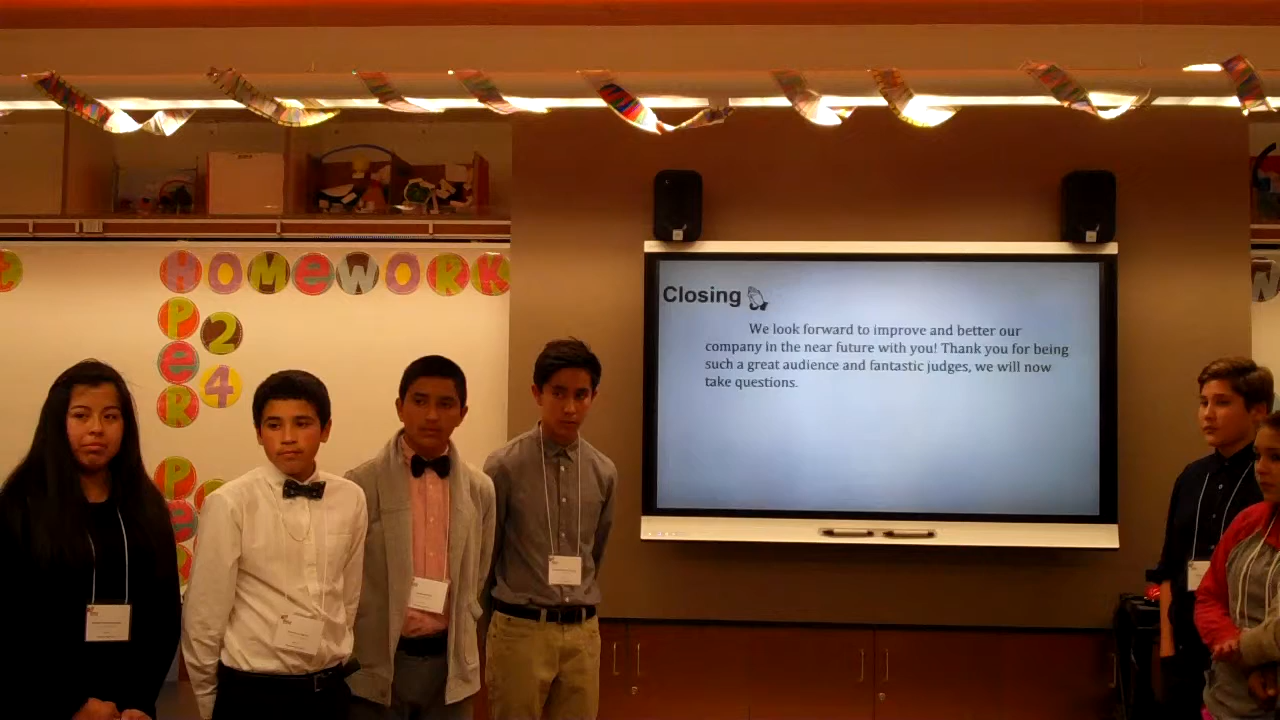 HOMEWORK
PeR 2
PeR 4
Closing
We look forward to improve and better our
company in the near future with you! Thank you for being
such a great audience and fantastic judges, we will now
take questions.